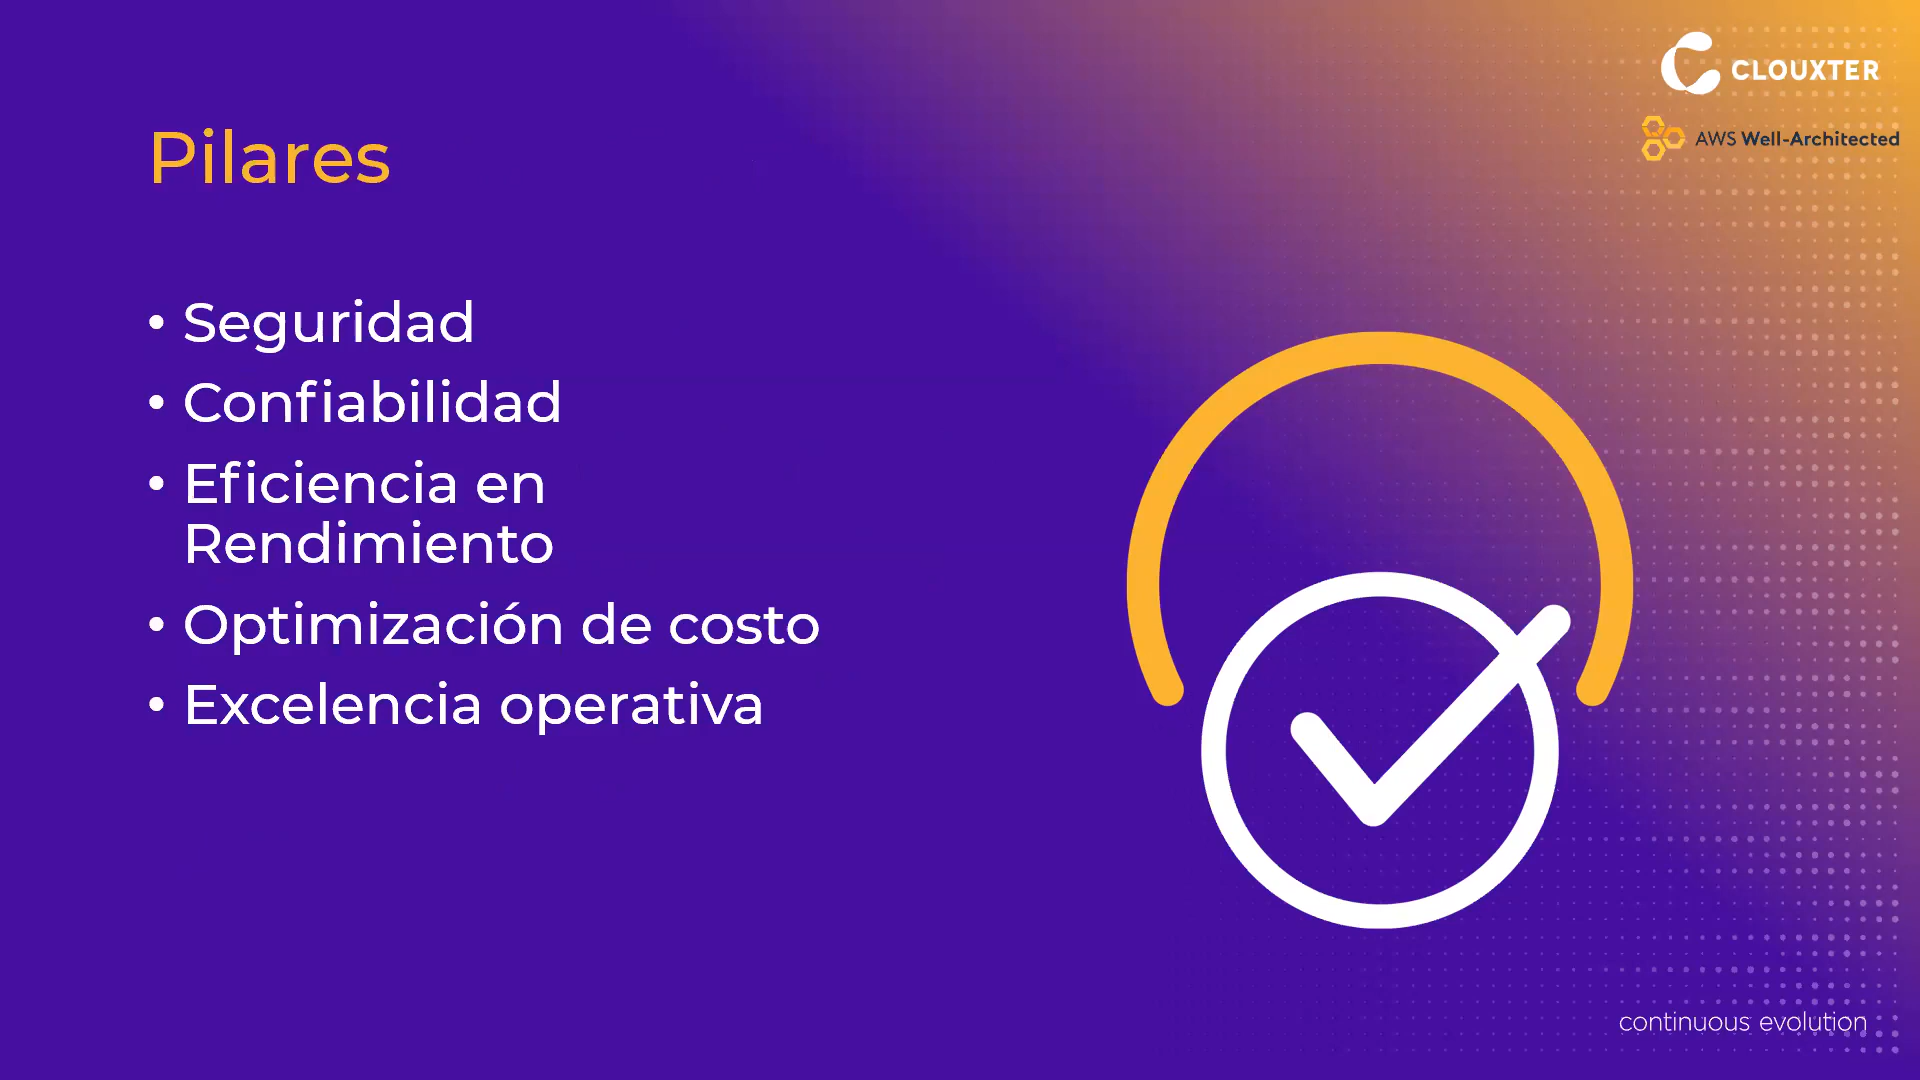 CLOUXTER
AWS Well-Architected
Pilares
• Seguridad
• Confiabilidad
• Eficiencia en
Rendimiento
• Optimización de costo
• Excelencia operativa
continuous evolution